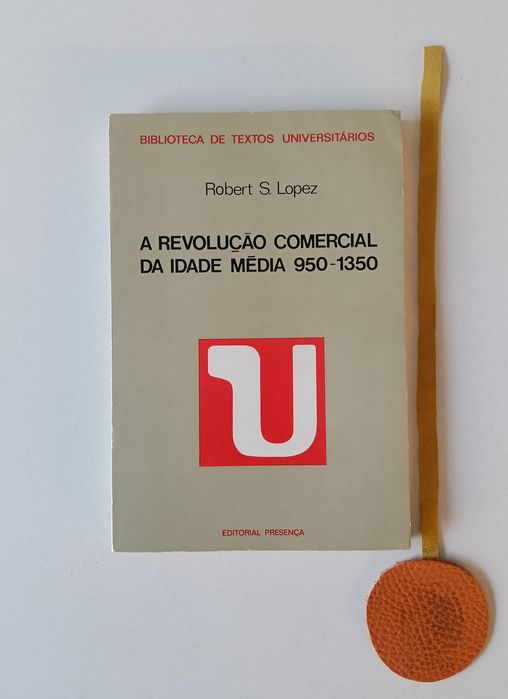 BIBLIOTECA DE TEXTOS UNIVERSITÁRIOS
Robert S. Lopez
A REVOLUÇÃO COMERCIAL
DA IDADE MÉDIA 950-1350
U
EDITORIAL PRESENÇA